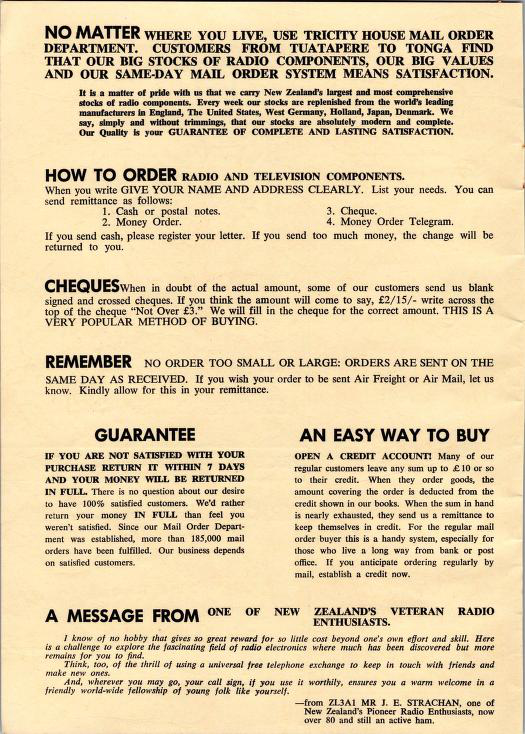 NO MATTER WHERE YOU LIVE, USE TRICITY HOUSE MAIL ORDER
DEPARTMENT. CUSTOMERS FROM TUATAPERE TO TONGA FIND
THAT OUR BIG STOCKS OF RADIO COMPONENTS, OUR BIG VALUES
AND OUR SAME-DAY MAIL ORDER SYSTEM MEANS SATISFACTION.
It is a matter of pride with us that we carry New Zealand's largest and most comprehensive
stocks of radio components. Every week our stocks are replenished from the world's leading
manufacturers in England, The United States, West Germany, Holland, Japan, Denmark. We
say, simply and without trimmings, that our stocks are absolutely modern and complete.
Our Quality is your GUARANTEE OF COMPLETE AND LASTING SATISFACTION.
HOW TO ORDER RADIO AND TELEVISION COMPONENTS.
When you write GIVE YOUR NAME AND ADDRESS CLEARLY. List your needs. You can
send remittance as follows:
1. Cash or postal notes.
2. Money Order.
3. Cheque.
4. Money Order Telegram.
If you send cash, please register your letter. If you send too much money, the change will be
returned to you.
CHEQUES When in doubt of the actual amount, some of our customers send us blank
signed and crossed cheques. If you think the amount will come to say, £2/15/- write across the
top of the cheque "Not Over £3." We will fill in the cheque for the correct amount. THIS IS A
VERY POPULAR METHOD OF BUYING.
REMEMBER NO ORDER TOO SMALL OR LARGE: ORDERS ARE SENT ON THE
SAME DAY AS RECEIVED. If you wish your order to be sent Air Freight or Air Mail, let us
know. Kindly allow for this in your remittance.
GUARANTEE
IF YOU ARE NOT SATISFIED WITH YOUR
PURCHASE RETURN IT WITHIN 7 DAYS
AND YOUR MONEY WILL BE RETURNED
IN FULL. There is no question about our desire
to have 100% satisfied customers. We'd rather
return your money IN FULL than feel you
weren't satisfied. Since our Mail Order Depart-
ment was established, more than 185,000 mail
orders have been fulfilled. Our business depends
on satisfied customers.
AN EASY WAY TO BUY
OPEN A CREDIT ACCOUNT! Many of our
regular customers leave any sum up to £10 or so
to their credit. When they order goods, the
amount covering the order is deducted from the
credit shown in our books. When the sum in hand
is nearly exhausted, they send us a remittance to
keep themselves in credit. For the regular mail
order buyer this is a handy system, especially for
those who live a long way from bank or post
office. If you anticipate ordering regularly by
mail, establish a credit now.
A MESSAGE FROM ONE OF NEW ZEALAND'S VETERAN RADIO
ENTHUSIASTS.
I know of no hobby that gives so great reward for so little cost beyond one's own effort and skill. Here
is a challenge to explore the fascinating field of radio electronics where much has been discovered but more
remains for you to find.
Think, too, of the thrill of using a universal free telephone exchange to keep in touch with friends and
make new ones.
And, wherever you may go, your call sign, if you use it worthily, ensures you a warm welcome in a
friendly world-wide fellowship of young folk like yourself.
—from ZL3A1 MR J. E. STRACHAN, one of
New Zealand's Pioneer Radio Enthusiasts, now
over 80 and still an active ham.